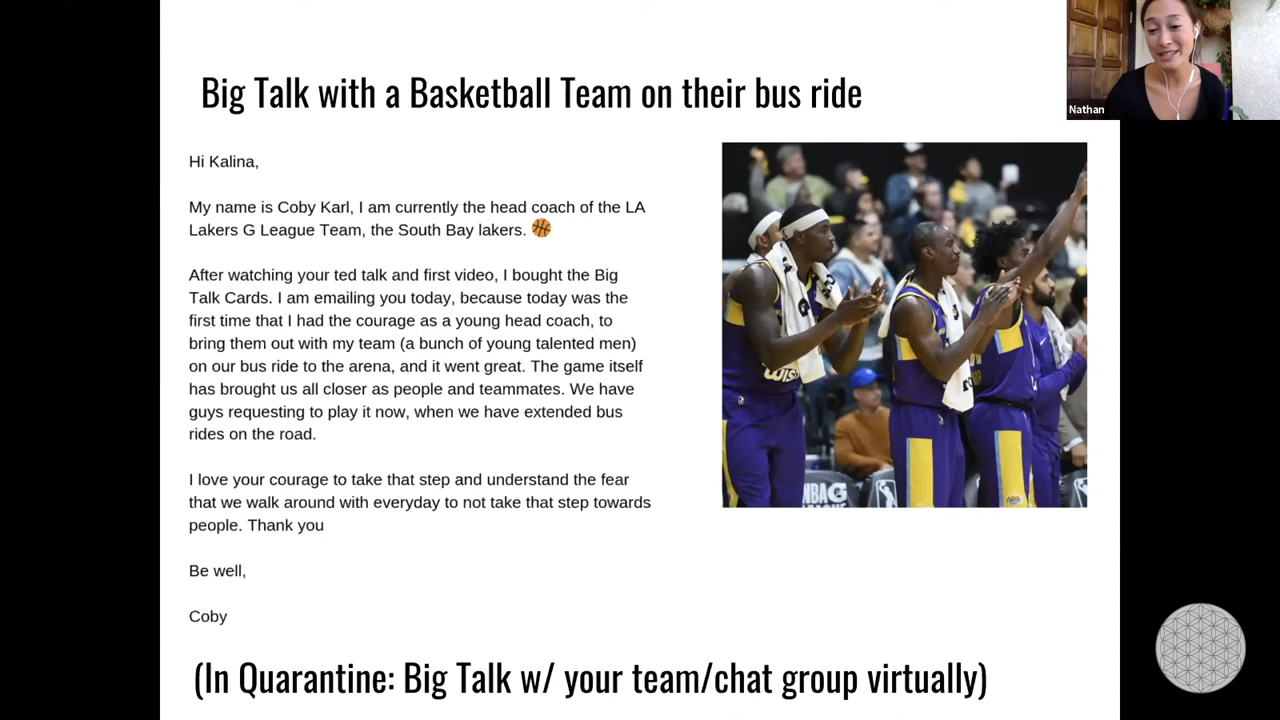 Big Talk with a Basketball Team on their bus ride
Nathan
Hi Kalina,
My name is Coby Karl, I am currently the head coach of the LA
Lakers G League Team, the South Bay lakers. 🏀
After watching your ted talk and first video, I bought the Big
Talk Cards. I am emailing you today, because today was the
first time that I had the courage as a young head coach, to
bring them out with my team (a bunch of young talented men)
on our bus ride to the arena, and it went great. The game itself
has brought us all closer as people and teammates. We have
guys requesting to play it now, when we have extended bus
rides on the road.
I love your courage to take that step and understand the fear
that we walk around with everyday to not take that step towards
people. Thank you
Be well,
Coby
NBAG
(In Quarantine: Big Talk w/ your team/chat group virtually)